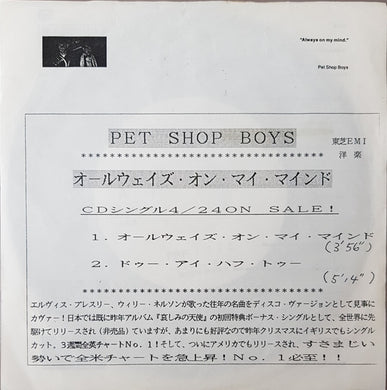 "Always on my mind."
Pet Shop Boys
PET SHOP BOYS
東芝EMI
洋楽
オールウェイズ・オン・マイ・マインド
CDシングル4/24ON SALE!
1. オールウェイズ・オン・マイ・マインド
(3'56")
2. ドゥー・アイ・ハフ・トゥー
(5',4")
エルヴィス・プレスリー、ウィリー・ネルソンが歌った往年の名曲をディスコ・ヴァージョンとして見事に
カヴァー!日本では既に昨年アルバム『哀しみの天使』の初回特典ボーナス・シングルとして、全世界に先
駆けてリリースされ(非売品)ていますが、あまりにも好評なので昨年クリスマスにイギリスでもシングル
カット。3週間全英チャートNo.1!そして、ついにアメリカでもリリースされ、すさまじい
勢いで全米チャートを急上昇!No.1必至!!